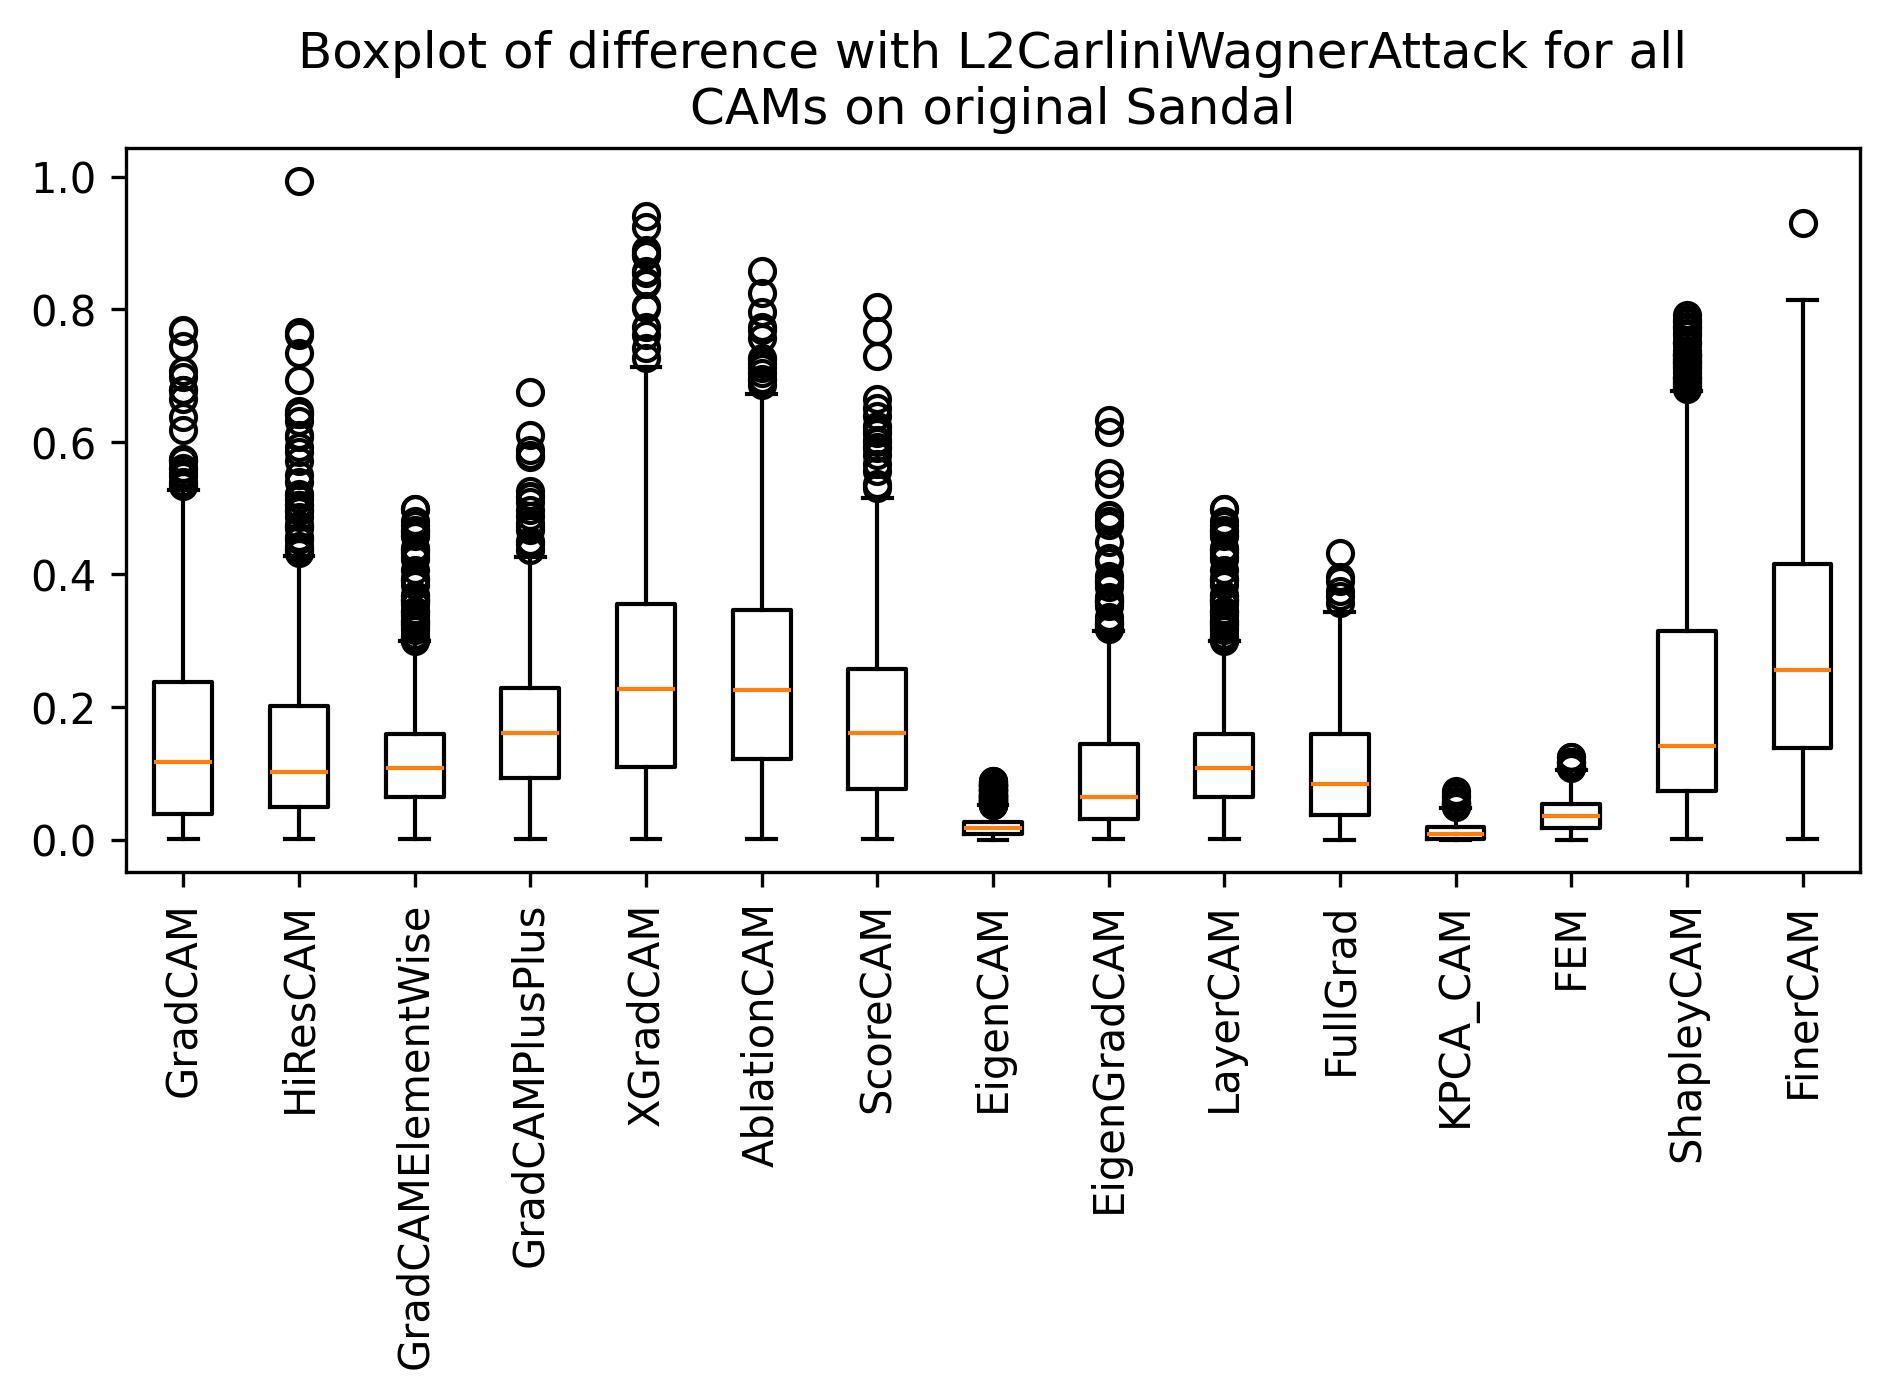 Boxplot of difference with L2CarliniWagnerAttack for all
CAMs on original Sandal
1.0
0.8
0.6
0.4
0.2
0.0
GradCAM
HiResCAM
GradCAMElementWise
GradCAMPlusPlus
XGradCAM
AblationCAM
ScoreCAM
EigenCAM
EigenGradCAM
LayerCAM
FullGrad
KPCA_CAM
FEM
ShapleyCAM
FinerCAM